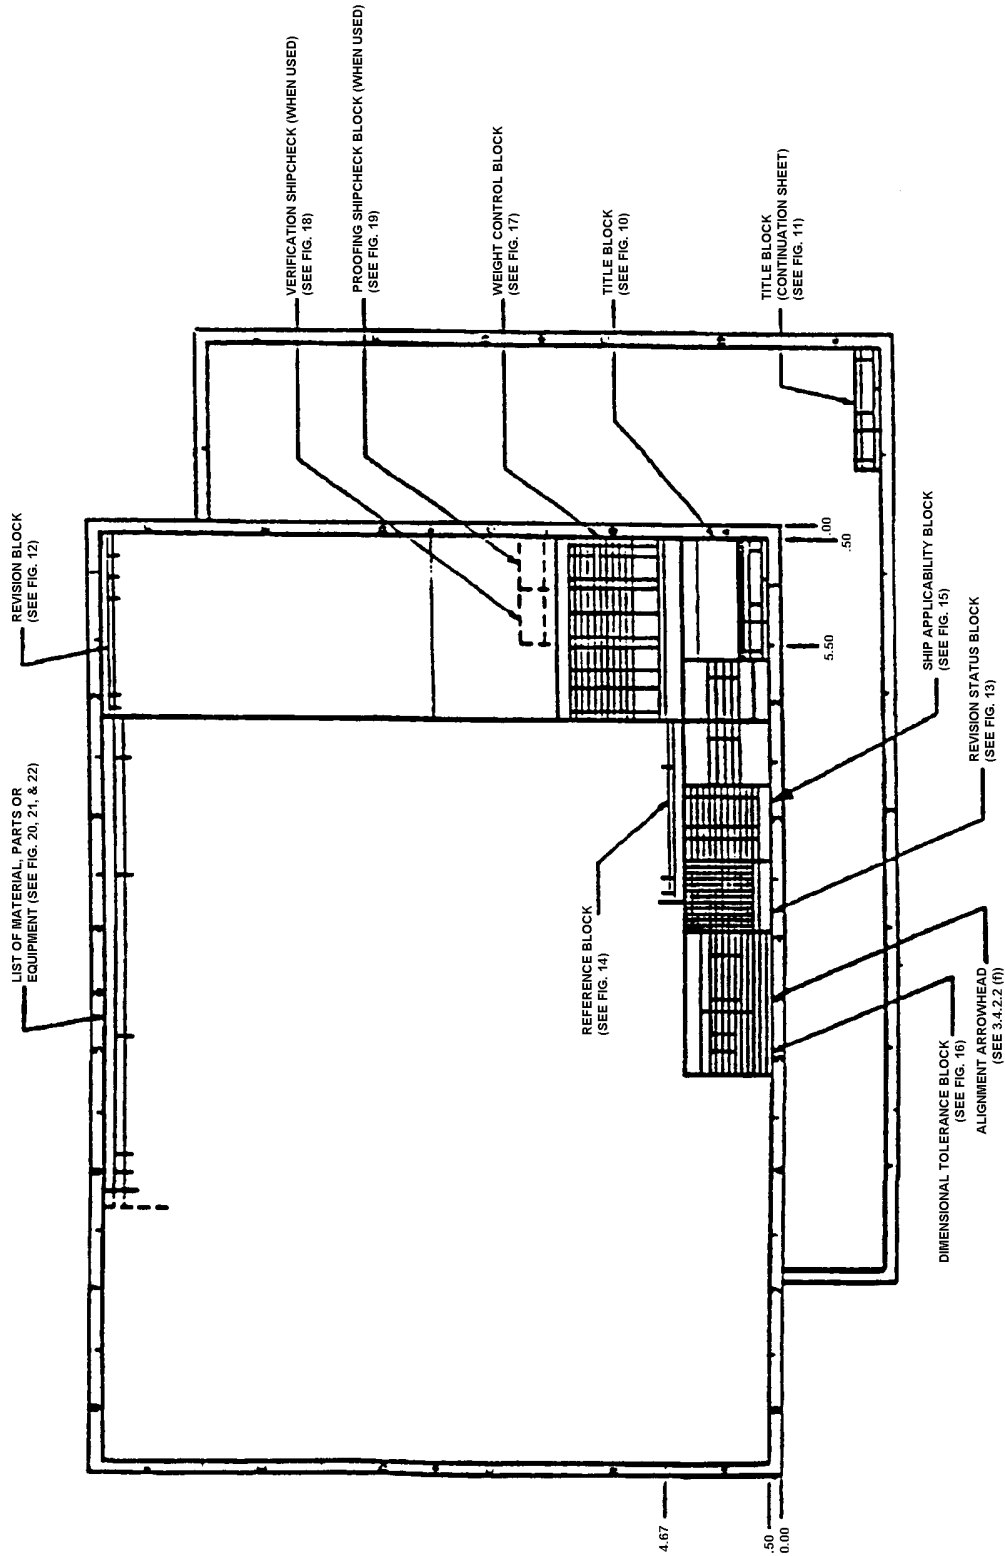 LIST OF MATERIAL, PARTS OR
EQUIPMENT (SEE FIG. 20, 21, & 22)
REVISION BLOCK
(SEE FIG. 12)
VERIFICATION SHIPCHECK (WHEN USED)
(SEE FIG. 18)
PROOFING SHIPCHECK BLOCK (WHEN USED)
(SEE FIG. 19)
WEIGHT CONTROL BLOCK
(SEE FIG. 17)
TITLE BLOCK
(SEE FIG. 10)
TITLE BLOCK
(CONTINUATION SHEET)
(SEE FIG. 11)
REFERENCE BLOCK
(SEE FIG. 14)
4.67
.50
0.00
5.50
.50
.00
DIMENSIONAL TOLERANCE BLOCK
(SEE FIG. 16)
ALIGNMENT ARROWHEAD
(SEE 3.4.2.2 (f))
REVISION STATUS BLOCK
(SEE FIG. 13)
SHIP APPLICABILITY BLOCK
(SEE FIG. 15)